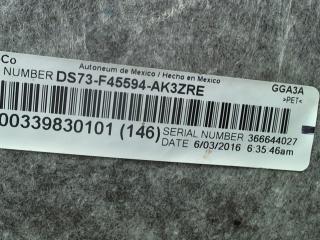 Co
Autoneum de Mexico / Hecho en Mexico
NUMBER DS73-F45594-AK3ZRE
GGA3A
>PET<
00339830101 (146)
SERIAL NUMBER 366644027
DATE 6/03/2016 6:35:46am